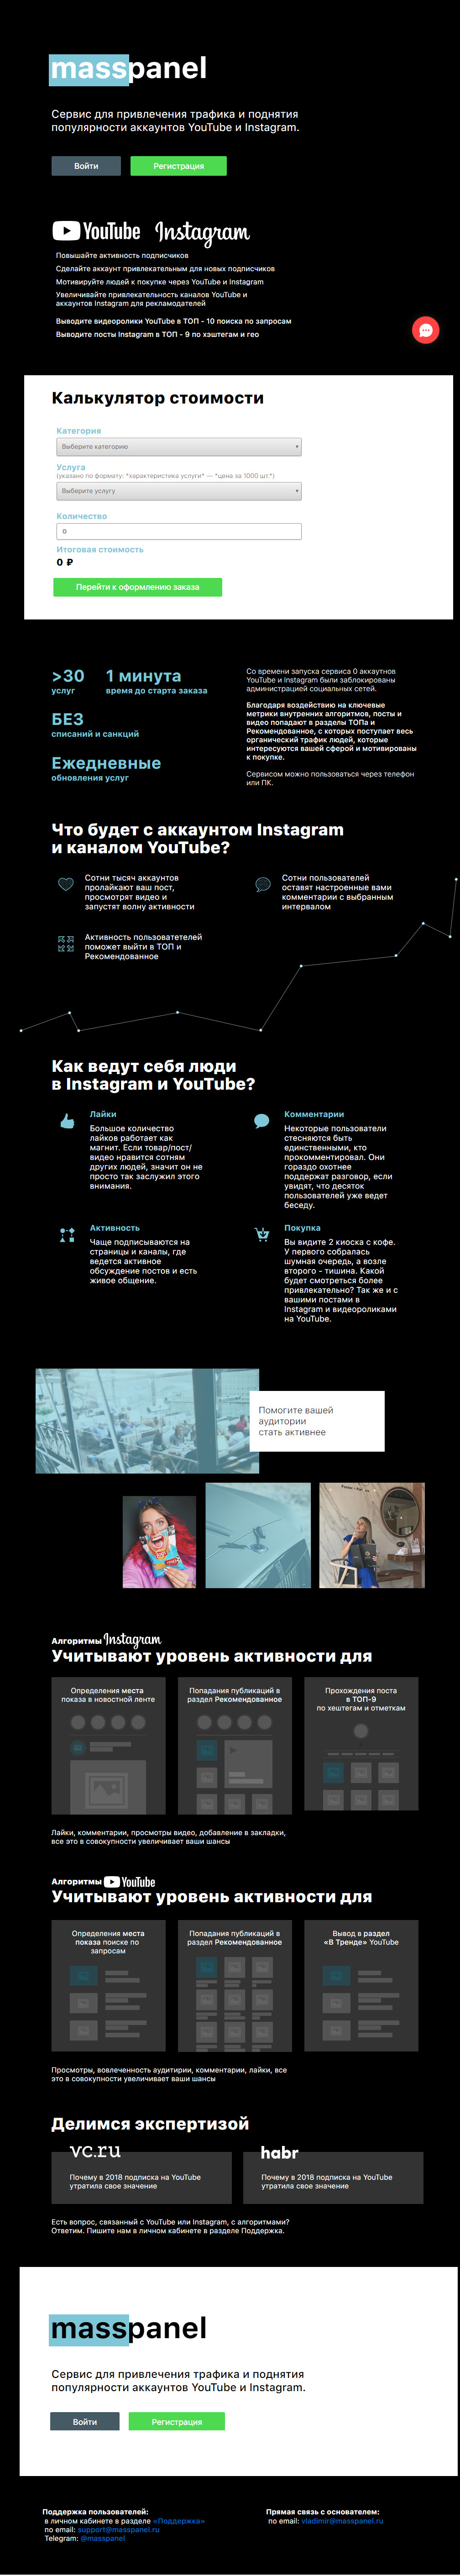 masspanel
Сервис для привлечения трафика и поднятия
популярности аккаунтов YouTube и Instagram.
Войти
Регистрация
YouTube Instagram
Повышайте активность подписчиков
Сделайте аккаунт привлекательным для новых подписчиков
Мотивируйте людей к покупке через YouTube и Instagram
Увеличивайте привлекательность каналов YouTube и
аккаунтов Instagram для рекламодателей
Выводите видеоролики YouTube в ТОП - 10 поиска по запросам
Выводите посты Instagram в ТОП - 9 по хэштегам и гео
Калькулятор стоимости
Категория
Выберите категорию
Услуга
(указано по формату: *характеристика услуги* — *цена за 1000 шт.*)
Выберите услугу
Количество
0
Итоговая стоимость
0 ₽
Перейти к оформлению заказа
>30
услуг
1 минута
время до старта заказа
БЕЗ
списаний и санкций
Ежедневные
обновления услуг
Со времени запуска сервиса 0 аккаунтов
YouTube и Instagram были заблокированы
администрацией социальных сетей.
Благодаря воздействию на ключевые
метрики внутренних алгоритмов, посты и
видео попадают в разделы ТОПа и
Рекомендованное, с которых поступает весь
органический трафик людей, которые
интересуются вашей сферой и мотивированы
к покупке.
Сервисом можно пользоваться через телефон
или ПК.
Что будет с аккаунтом Instagram
и каналом YouTube?
Сотни тысяч аккаунтов
пролайкают ваш пост,
просмотрят видео и
запустят волну активности
Сотни пользователей
оставят настроенные вами
комментарии с выбранным
интервалом
Активность пользоватетелей
поможет выйти в ТОП и
Рекомендованное
Как ведут себя люди
в Instagram и YouTube?
Лайки
Большое количество
лайков работает как
магнит. Если товар/пост/
видео нравится сотням
других людей, значит он не
просто так заслужил этого
внимания.
Комментарии
Некоторые пользователи
стесняются быть
единственными, кто
прокомментировал. Они
гораздо охотнее
поддержат разговор, если
увидят, что десяток
пользователей уже ведет
беседу.
Активность
Чаще подписываются на
страницы и каналы, где
ведется активное
обсуждение постов и есть
живое общение.
Покупка
Вы видите 2 киоска с кофе.
У первого собралась
шумная очередь, а возле
второго - тишина. Какой
будет смотреться более
привлекательно? Так же и с
вашими постами в
Instagram и видеороликами
на YouTube.
Помогите вашей
аудитории
стать активнее
Алгоритмы Instagram
Учитывают уровень активности для
Определения места
показа в новостной ленте
Попадания публикаций в
раздел Рекомендованное
Прохождения поста
в ТОП-9
по хештегам и отметкам
Лайки, комментарии, просмотры видео, добавление в закладки,
все это в совокупности увеличивает ваши шансы
Алгоритмы YouTube
Учитывают уровень активности для
Определения места
показа поиске по
запросам
Попадания публикаций в
раздел Рекомендованное
Вывод в раздел
«В Тренде» YouTube
Просмотры, вовлеченность аудитирии, комментарии, лайки, все
это в совокупности увеличивает ваши шансы
Делимся экспертизой
vc.ru
Почему в 2018 подписка на YouTube
утратила свое значение
habr
Почему в 2018 подписка на YouTube
утратила свое значение
Есть вопрос, связанный с YouTube или Instagram, с алгоритмами?
Ответим. Пишите нам в личном кабинете в разделе Поддержка.
masspanel
Сервис для привлечения трафика и поднятия
популярности аккаунтов YouTube и Instagram.
Войти
Регистрация
Поддержка пользователей:
в личном кабинете в разделе «Поддержка»
по email: support@masspanel.ru
Telegram: @masspanel
Прямая связь с основателем:
по email: vladimir@masspanel.ru